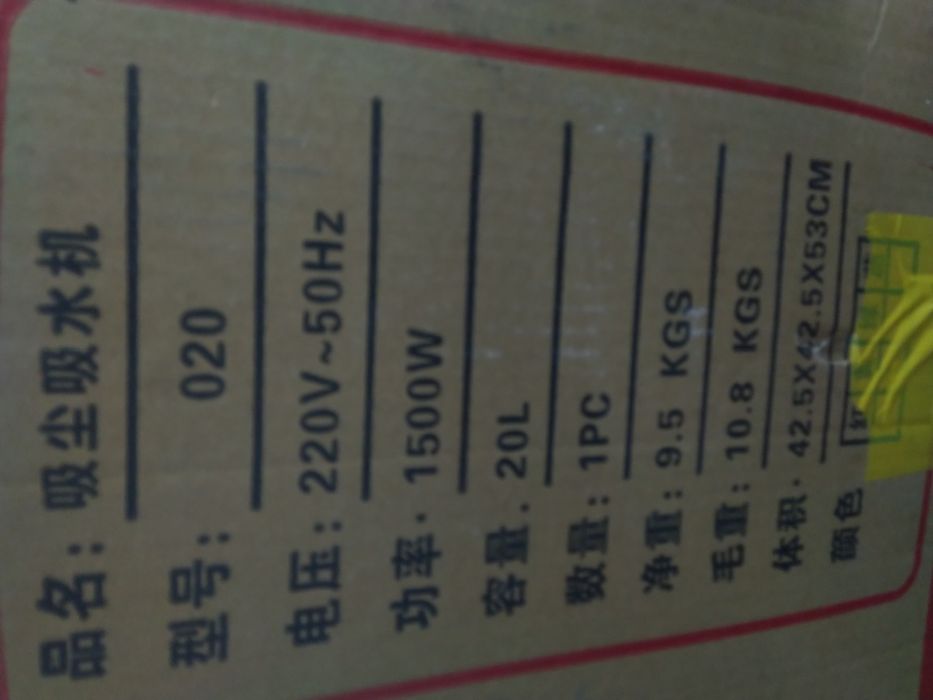 品名：吸尘吸水机
型号：020
电压：220V~50Hz
功率：1500W
容量：20L
数量：1PC
净重：9.5 KGS
毛重：10.8 KGS
体积：42.5X42.5X53CM
颜色 红